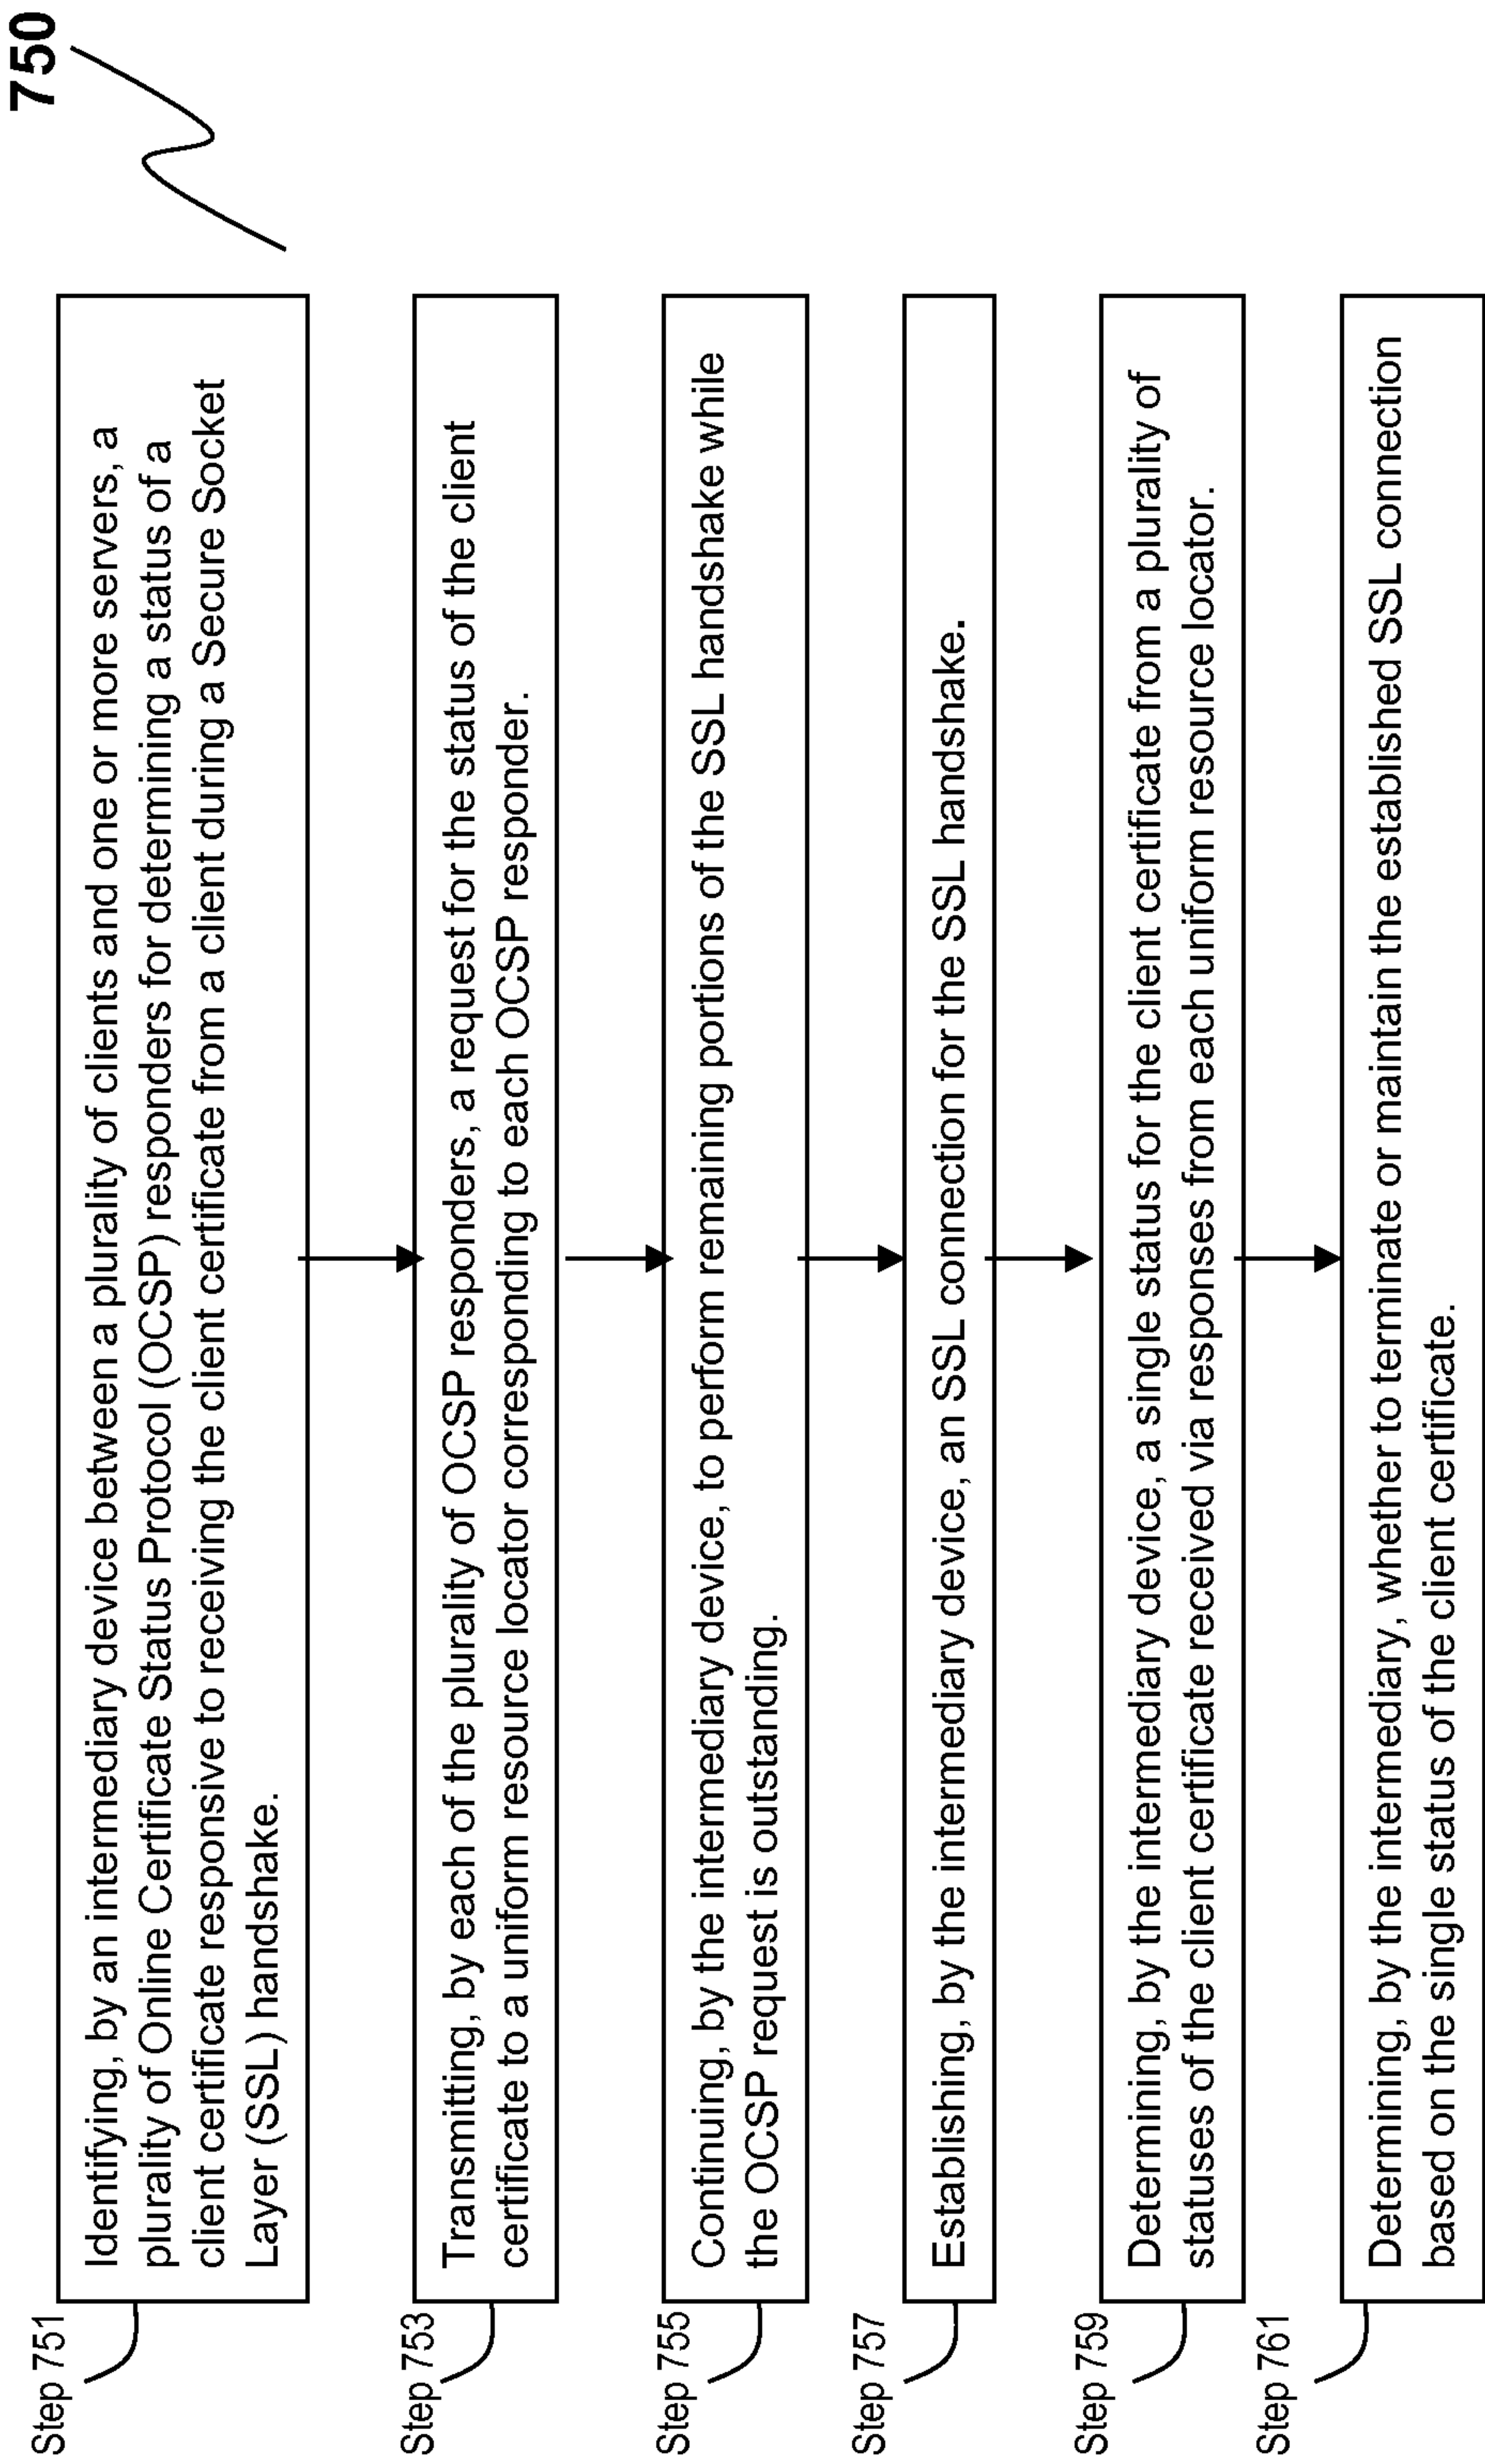 750
Step 751
Identifying, by an intermediary device between a plurality of clients and one or more servers, a
plurality of Online Certificate Status Protocol (OCSP) responders for determining a status of a
client certificate responsive to receiving the client certificate from a client during a Secure Socket
Layer (SSL) handshake.
Step 753
Transmitting, by each of the plurality of OCSP responders, a request for the status of the client
certificate to a uniform resource locator corresponding to each OCSP responder.
Step 755
Continuing, by the intermediary device, to perform remaining portions of the SSL handshake while
the OCSP request is outstanding.
Step 757
Establishing, by the intermediary device, an SSL connection for the SSL handshake.
Step 759
Determining, by the intermediary device, a single status for the client certificate from a plurality of
statuses of the client certificate received via responses from each uniform resource locator.
Step 761
Determining, by the intermediary, whether to terminate or maintain the established SSL connection
based on the single status of the client certificate.